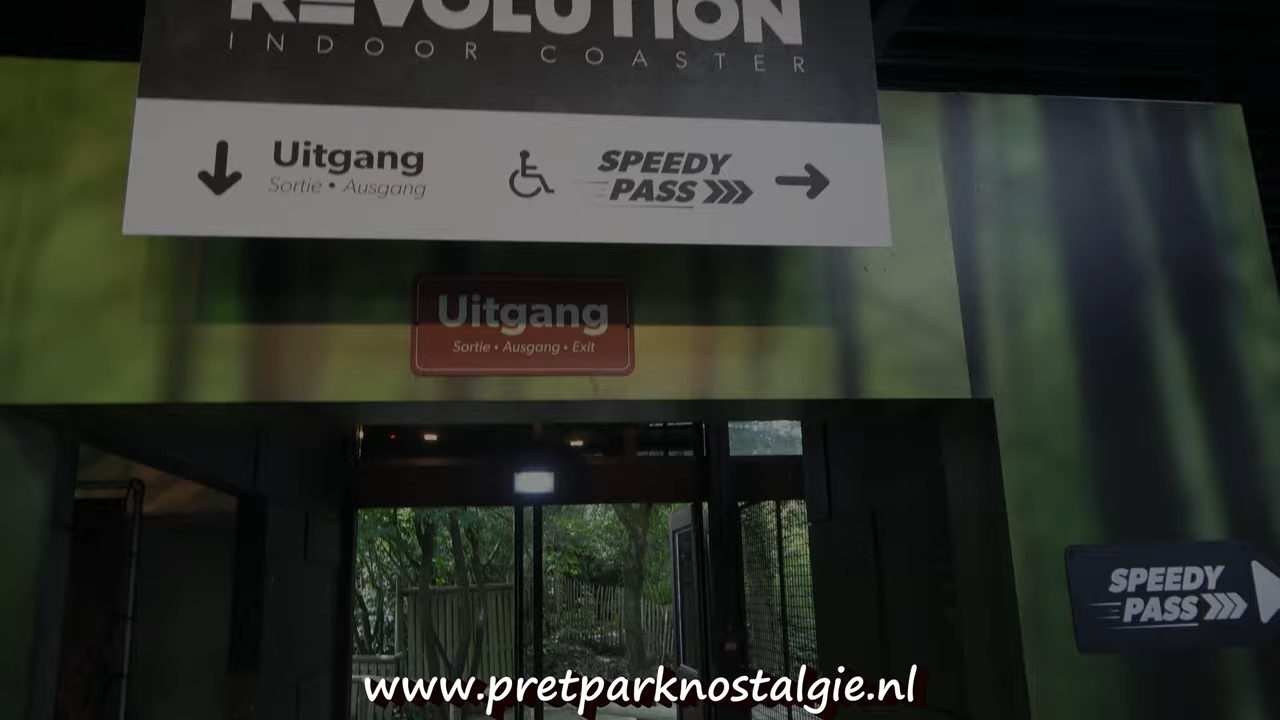 REVOLUTION
INDOOR COASTER
Uitgang
Sortie • Ausgang
SPEEDY
PASS
Uitgang
Sortie • Ausgang • Exit
SPEEDY
PASS
www.pretparknostalgie.nl